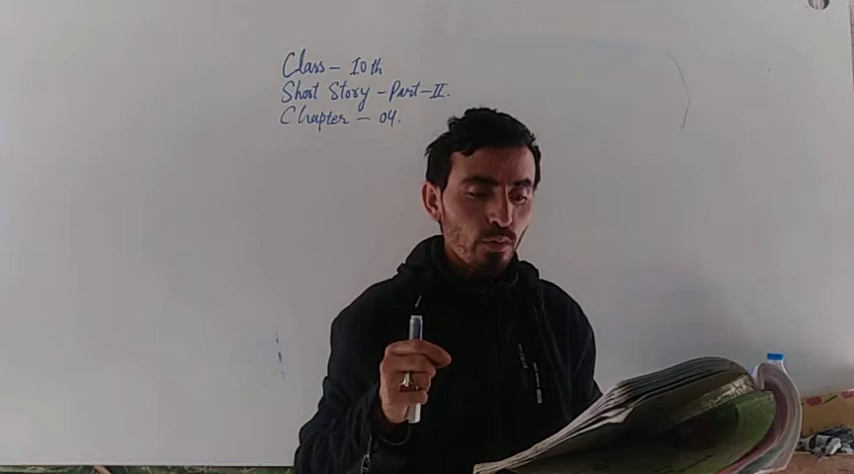 Class - 10th
Short Story - Part - II.
Chapter - 04.